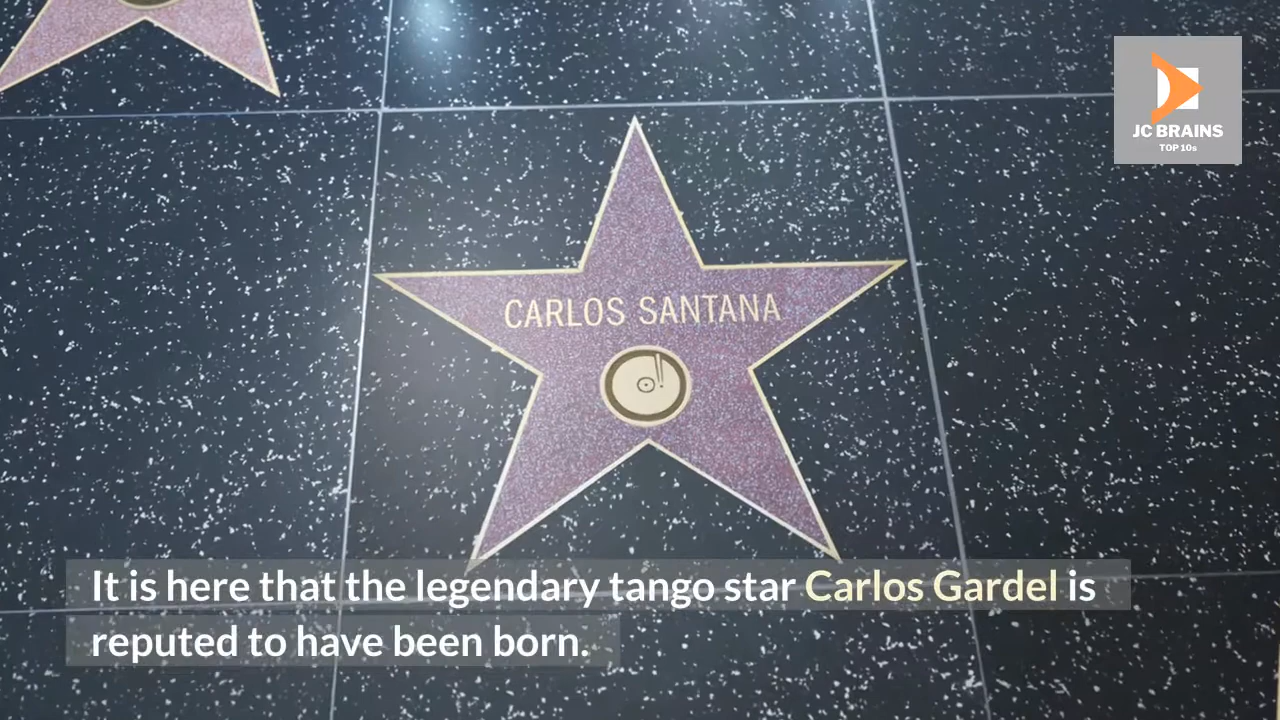 JC BRAINS
TOP 10s
CARLOS SANTANA
It is here that the legendary tango star Carlos Gardel is
reputed to have been born.